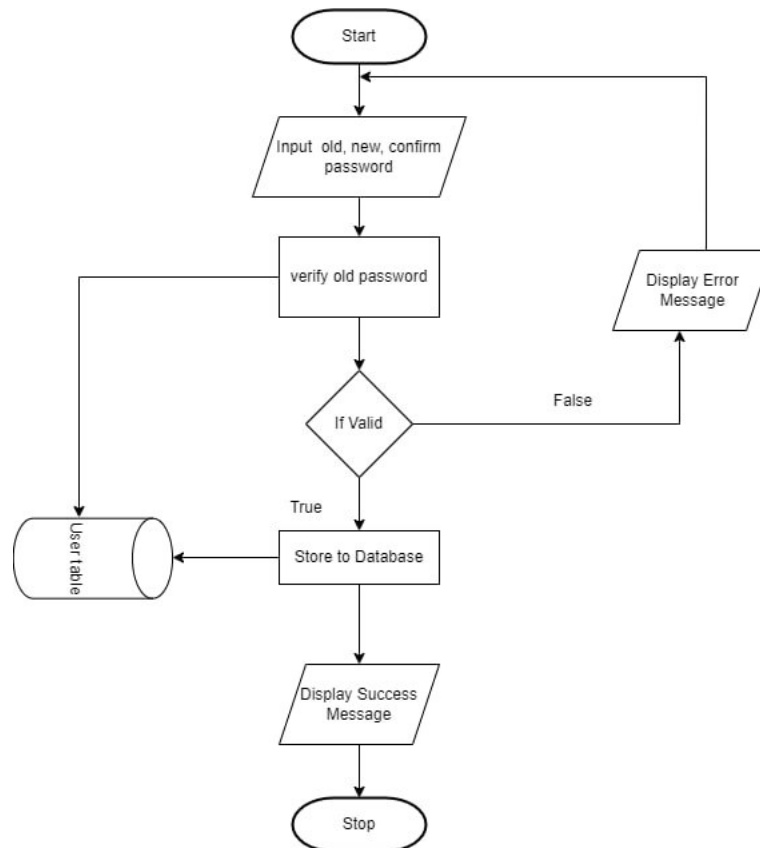 Start
Input old, new, confirm
password
verify old password
Display Error
Message
If Valid
False
True
User table
Store to Database
Display Success
Message
Stop